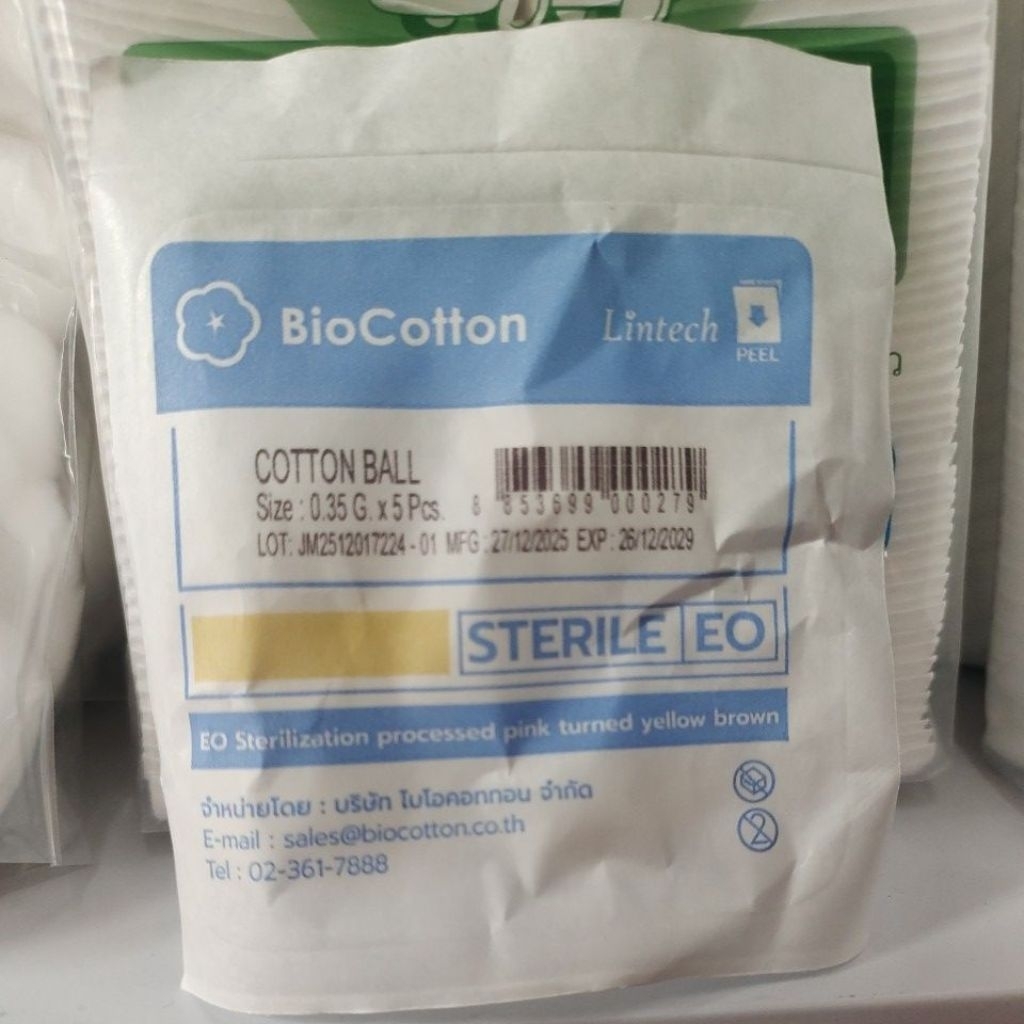 BioCotton
Lintech
PEEL
COTTON BALL
Size : 0.35 G. x 5 Pcs.
8 853699 000279
LOT: JM2512017224 - 01 MFG : 27/12/2025 EXP : 26/12/2029
STERILE EO
EO Sterilization processed pink turned yellow brown
จำหน่ายโดย : บริษัท ไบโอคอททอน จำกัด
E-mail : sales@biocotton.co.th
Tel : 02-361-7888
2